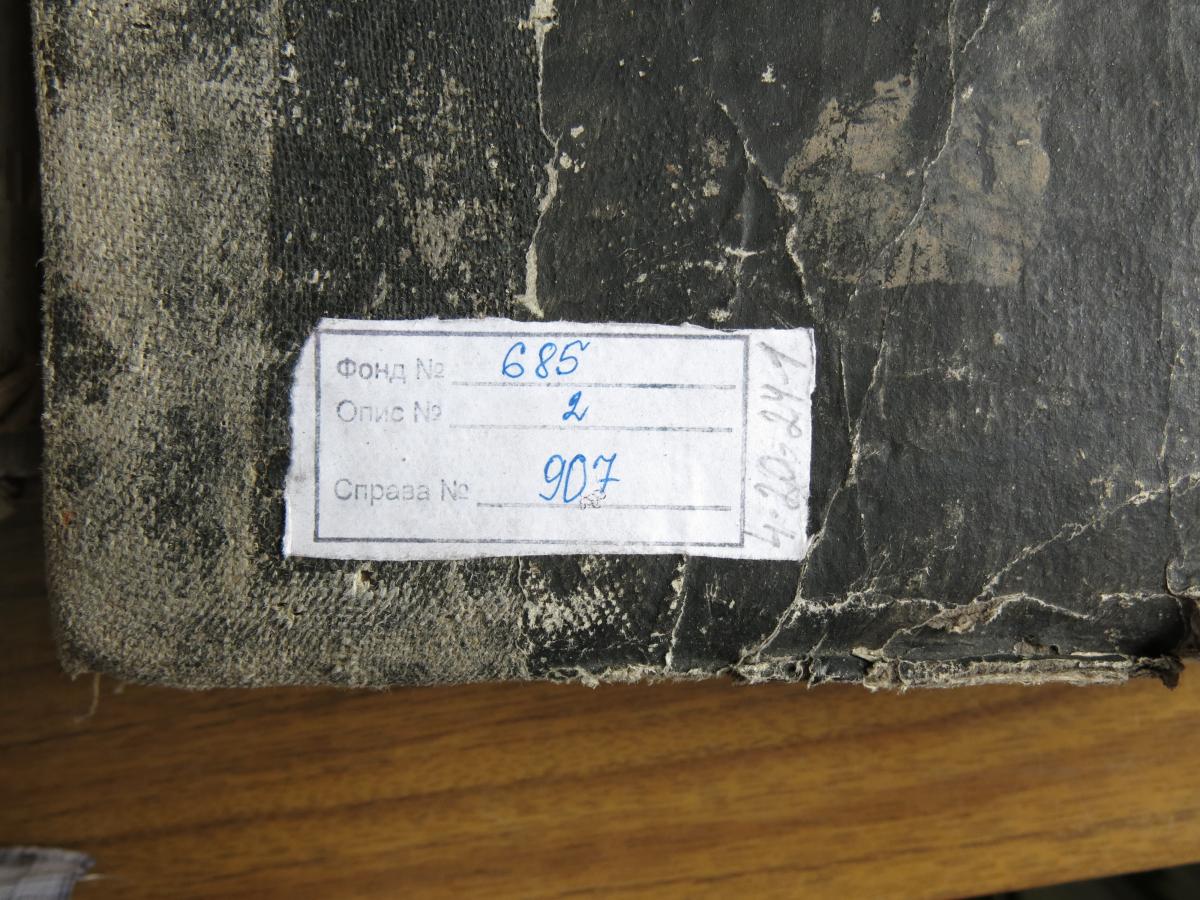 Фонд № 685
Опис № 2
Справа № 907